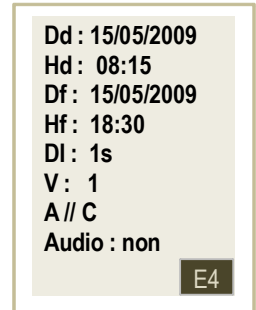 Dd : 15/05/2009
Hd : 08:15
Df : 15/05/2009
Hf : 18:30
DI : 1s
V : 1
A // C
Audio : non
E4